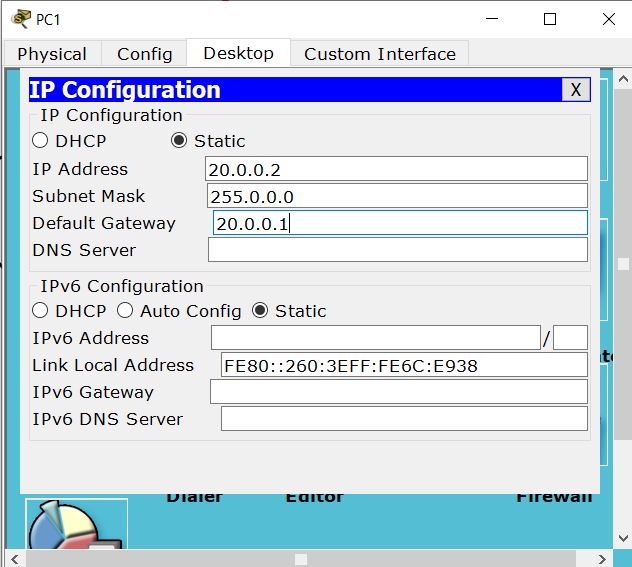 PC1
Physical Config Desktop Custom Interface
IP Configuration X
IP Configuration
DHCP Static
IP Address 20.0.0.2
Subnet Mask 255.0.0.0
Default Gateway 20.0.0.1
DNS Server
IPv6 Configuration
DHCP Auto Config Static
IPv6 Address /
Link Local Address FE80::260:3EFF:FE6C:E938
IPv6 Gateway
IPv6 DNS Server
Dialer Editor Firewall